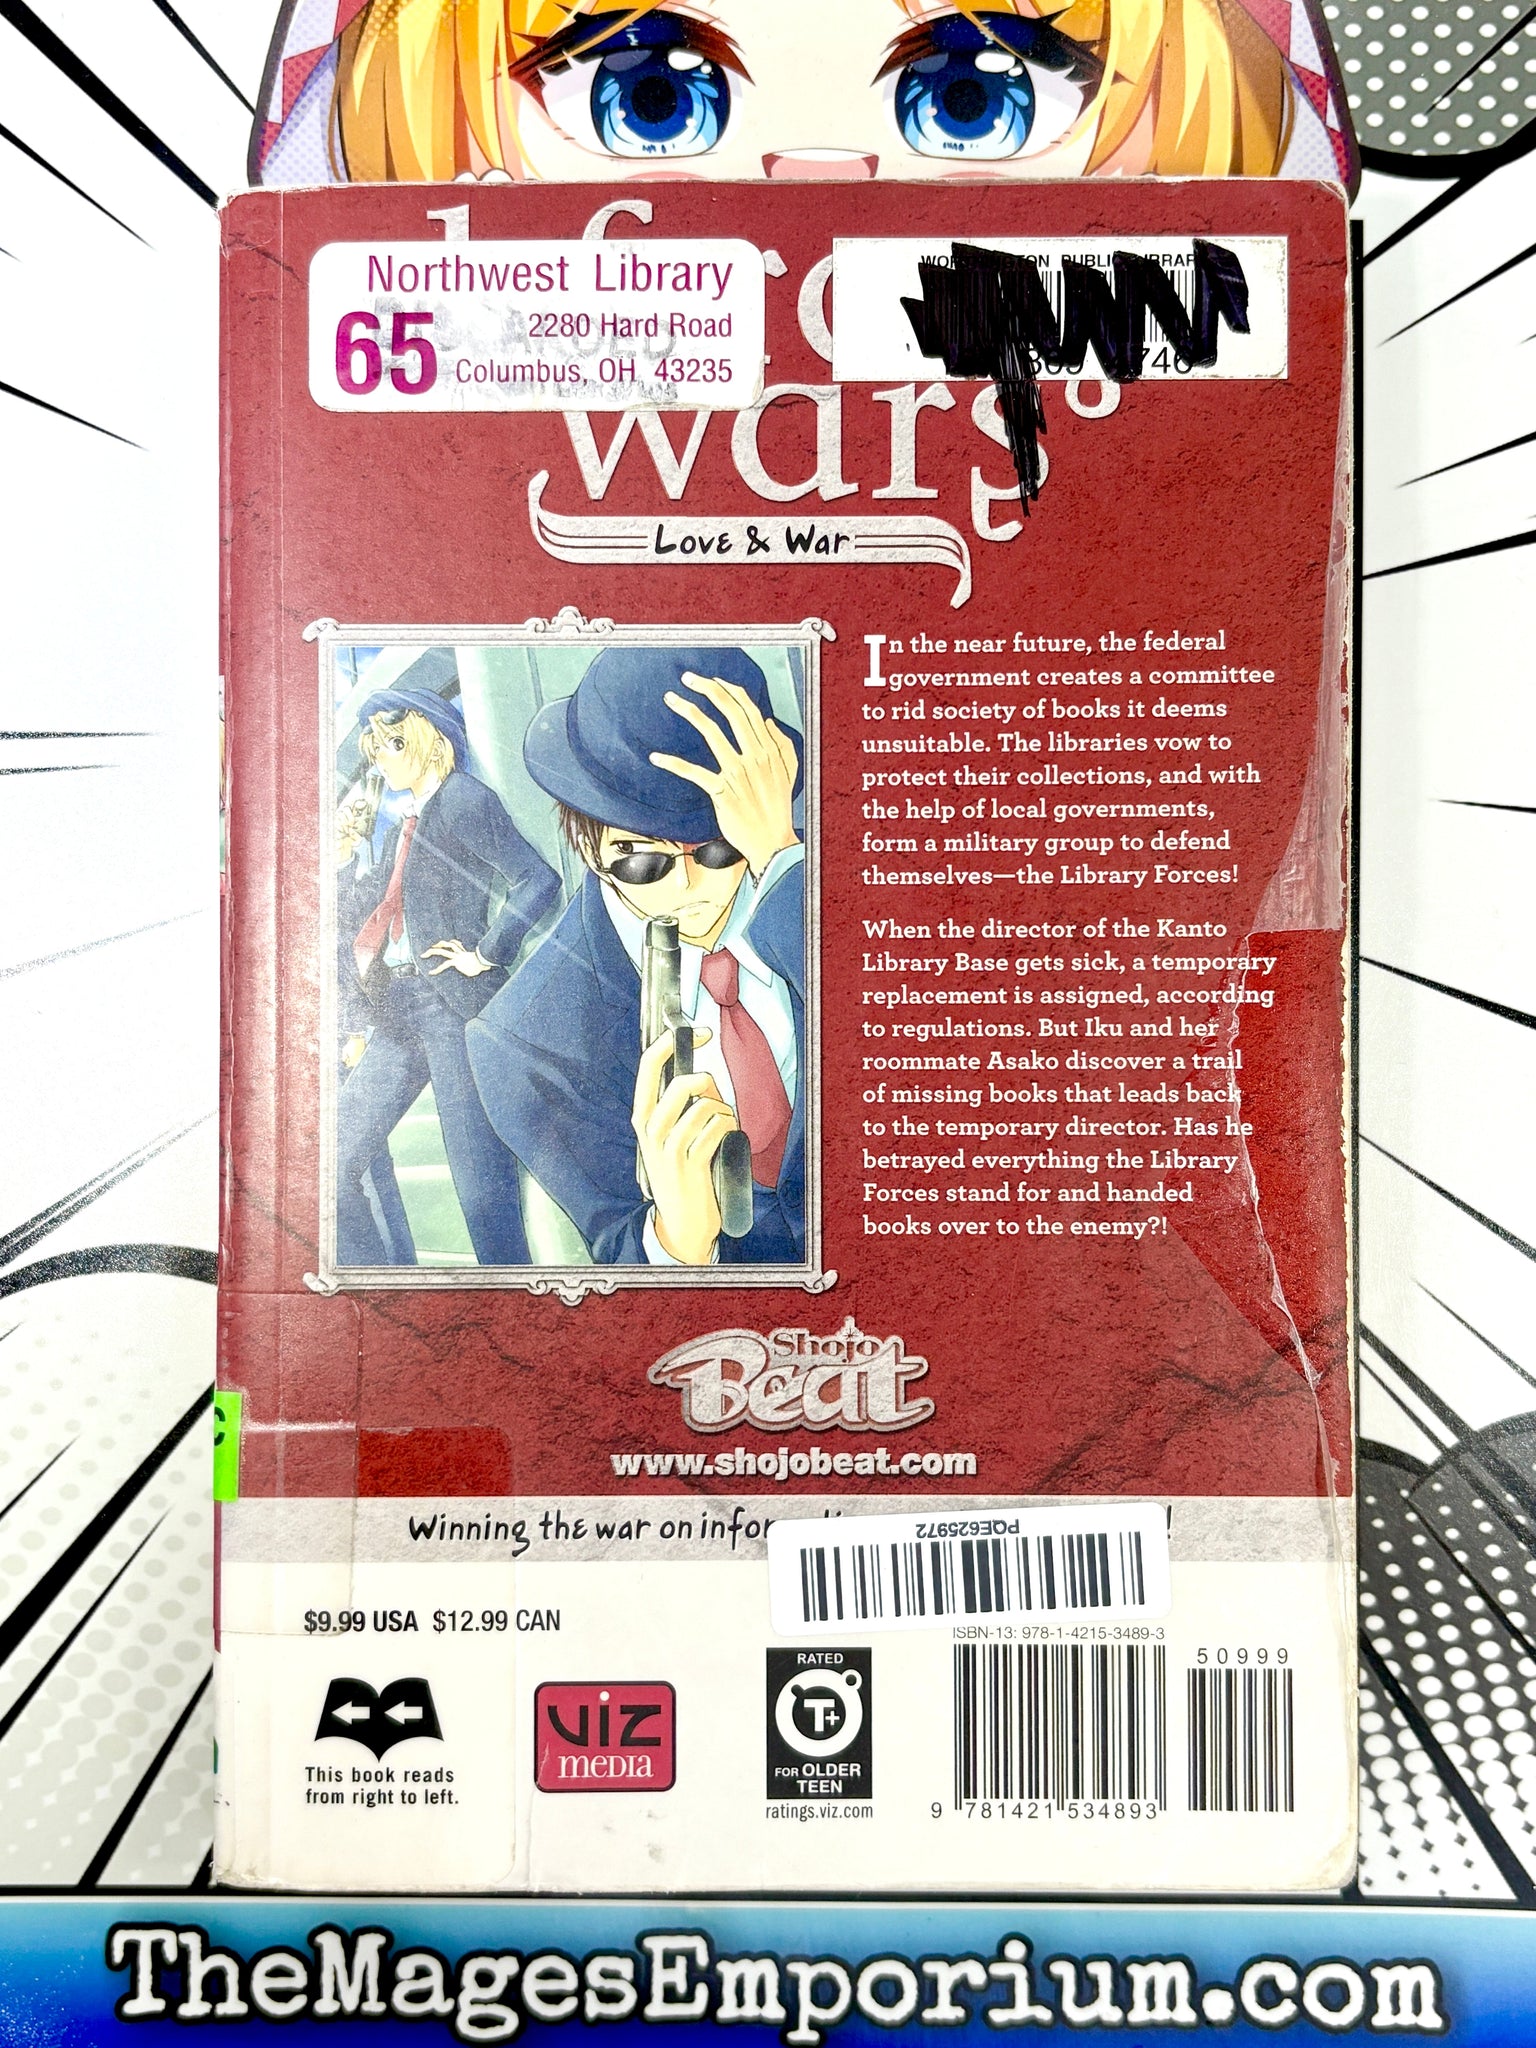 Northwest Library
65
2280 Hard Road
Columbus, OH 43235
PUBLIC
wars
Love & War
In the near future, the federal
government creates a committee
to rid society of books it deems
unsuitable. The libraries vow to
protect their collections, and with
the help of local governments,
form a military group to defend
themselves—the Library Forces!
When the director of the Kanto
Library Base gets sick, a temporary
replacement is assigned, according
to regulations. But Iku and her
roommate Asako discover a trail
of missing books that leads back
to the temporary director. Has he
betrayed everything the Library
Forces stand for and handed
books over to the enemy?!
Shojo
Beat
www.shojobeat.com
Winning the war on
PQE625972
$9.99 USA $12.99 CAN
ISBN-13: 978-1-4215-3489-3
50999
This book reads
from right to left.
VIZ
MEDIA
RATED
T+
FOR OLDER
TEEN
ratings.viz.com
9 781421 534893
TheMagesEmporium.com